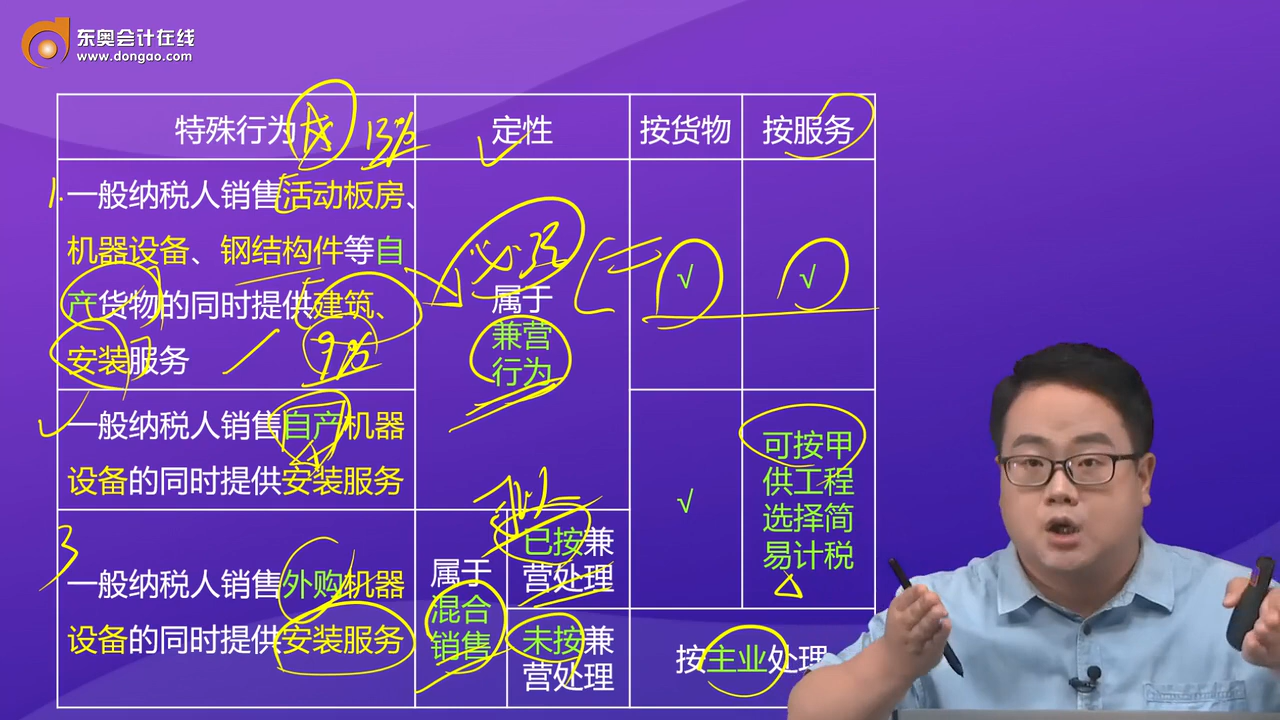 东奥会计在线
www.dongao.com
特殊行为
13%
定性
按货物
按服务
1.
一般纳税人销售活动板房、
机器设备、钢结构件等自
产货物的同时提供建筑、
安装服务
9%
必须
属于
兼营
行为
√
√
一般纳税人销售自产机器
设备的同时提供安装服务
√
可按甲
供工程
选择简
易计税
3
一般纳税人销售外购机器
设备的同时提供安装服务
属于
混合
销售
已按兼
营处理
未按兼
营处理
按主业处理